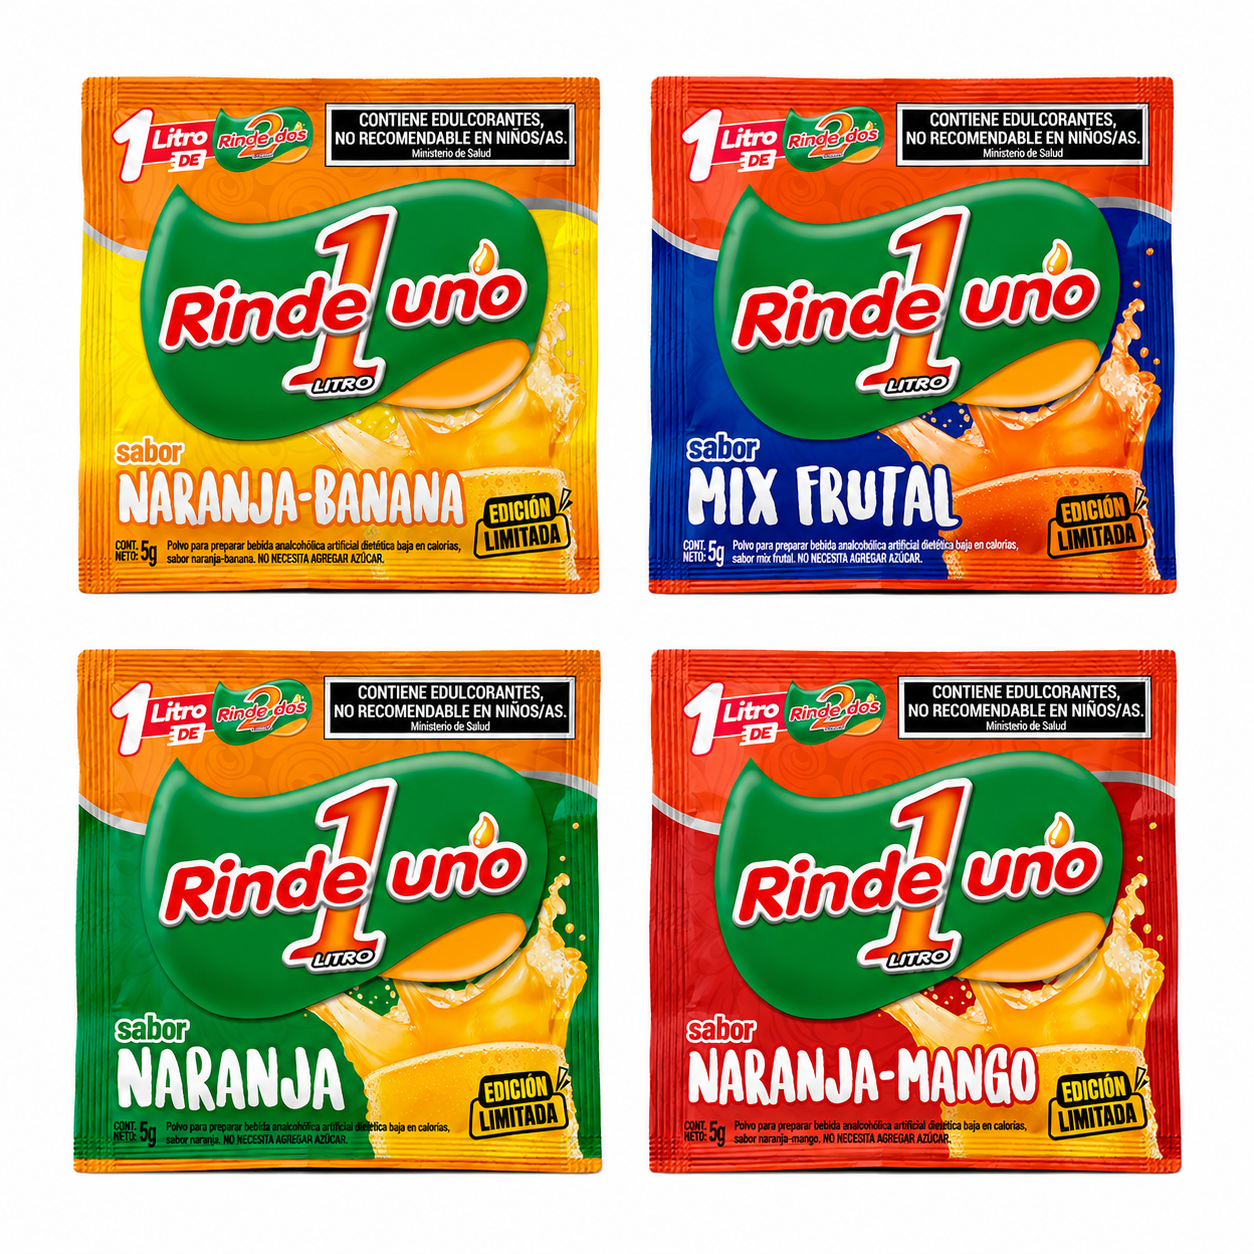 1 Litro
DE
Rinde 2 dos
CONTIENE EDULCORANTES,
NO RECOMENDABLE EN NIÑOS/AS.
Ministerio de Salud
Rinde 1 uno
LITRO
sabor
NARANJA-BANANA
EDICIÓN
LIMITADA
CONT.
NETO: 5g
Polvo para preparar bebida analcohólica artificial dietética baja en calorías,
sabor naranja-banana. NO NECESITA AGREGAR AZÚCAR.
1 Litro
DE
Rinde 2 dos
CONTIENE EDULCORANTES,
NO RECOMENDABLE EN NIÑOS/AS.
Ministerio de Salud
Rinde 1 uno
LITRO
sabor
MIX FRUTAL
EDICIÓN
LIMITADA
CONT.
NETO: 5g
Polvo para preparar bebida analcohólica artificial dietética baja en calorías,
sabor mix frutal. NO NECESITA AGREGAR AZÚCAR.
1 Litro
DE
Rinde 2 dos
CONTIENE EDULCORANTES,
NO RECOMENDABLE EN NIÑOS/AS.
Ministerio de Salud
Rinde 1 uno
LITRO
sabor
NARANJA
EDICIÓN
LIMITADA
CONT.
NETO: 5g
Polvo para preparar bebida analcohólica artificial dietética baja en calorías,
sabor naranja. NO NECESITA AGREGAR AZÚCAR.
1 Litro
DE
Rinde 2 dos
CONTIENE EDULCORANTES,
NO RECOMENDABLE EN NIÑOS/AS.
Ministerio de Salud
Rinde 1 uno
LITRO
sabor
NARANJA-MANGO
EDICIÓN
LIMITADA
CONT.
NETO: 5g
Polvo para preparar bebida analcohólica artificial dietética baja en calorías,
sabor naranja-mango. NO NECESITA AGREGAR AZÚCAR.